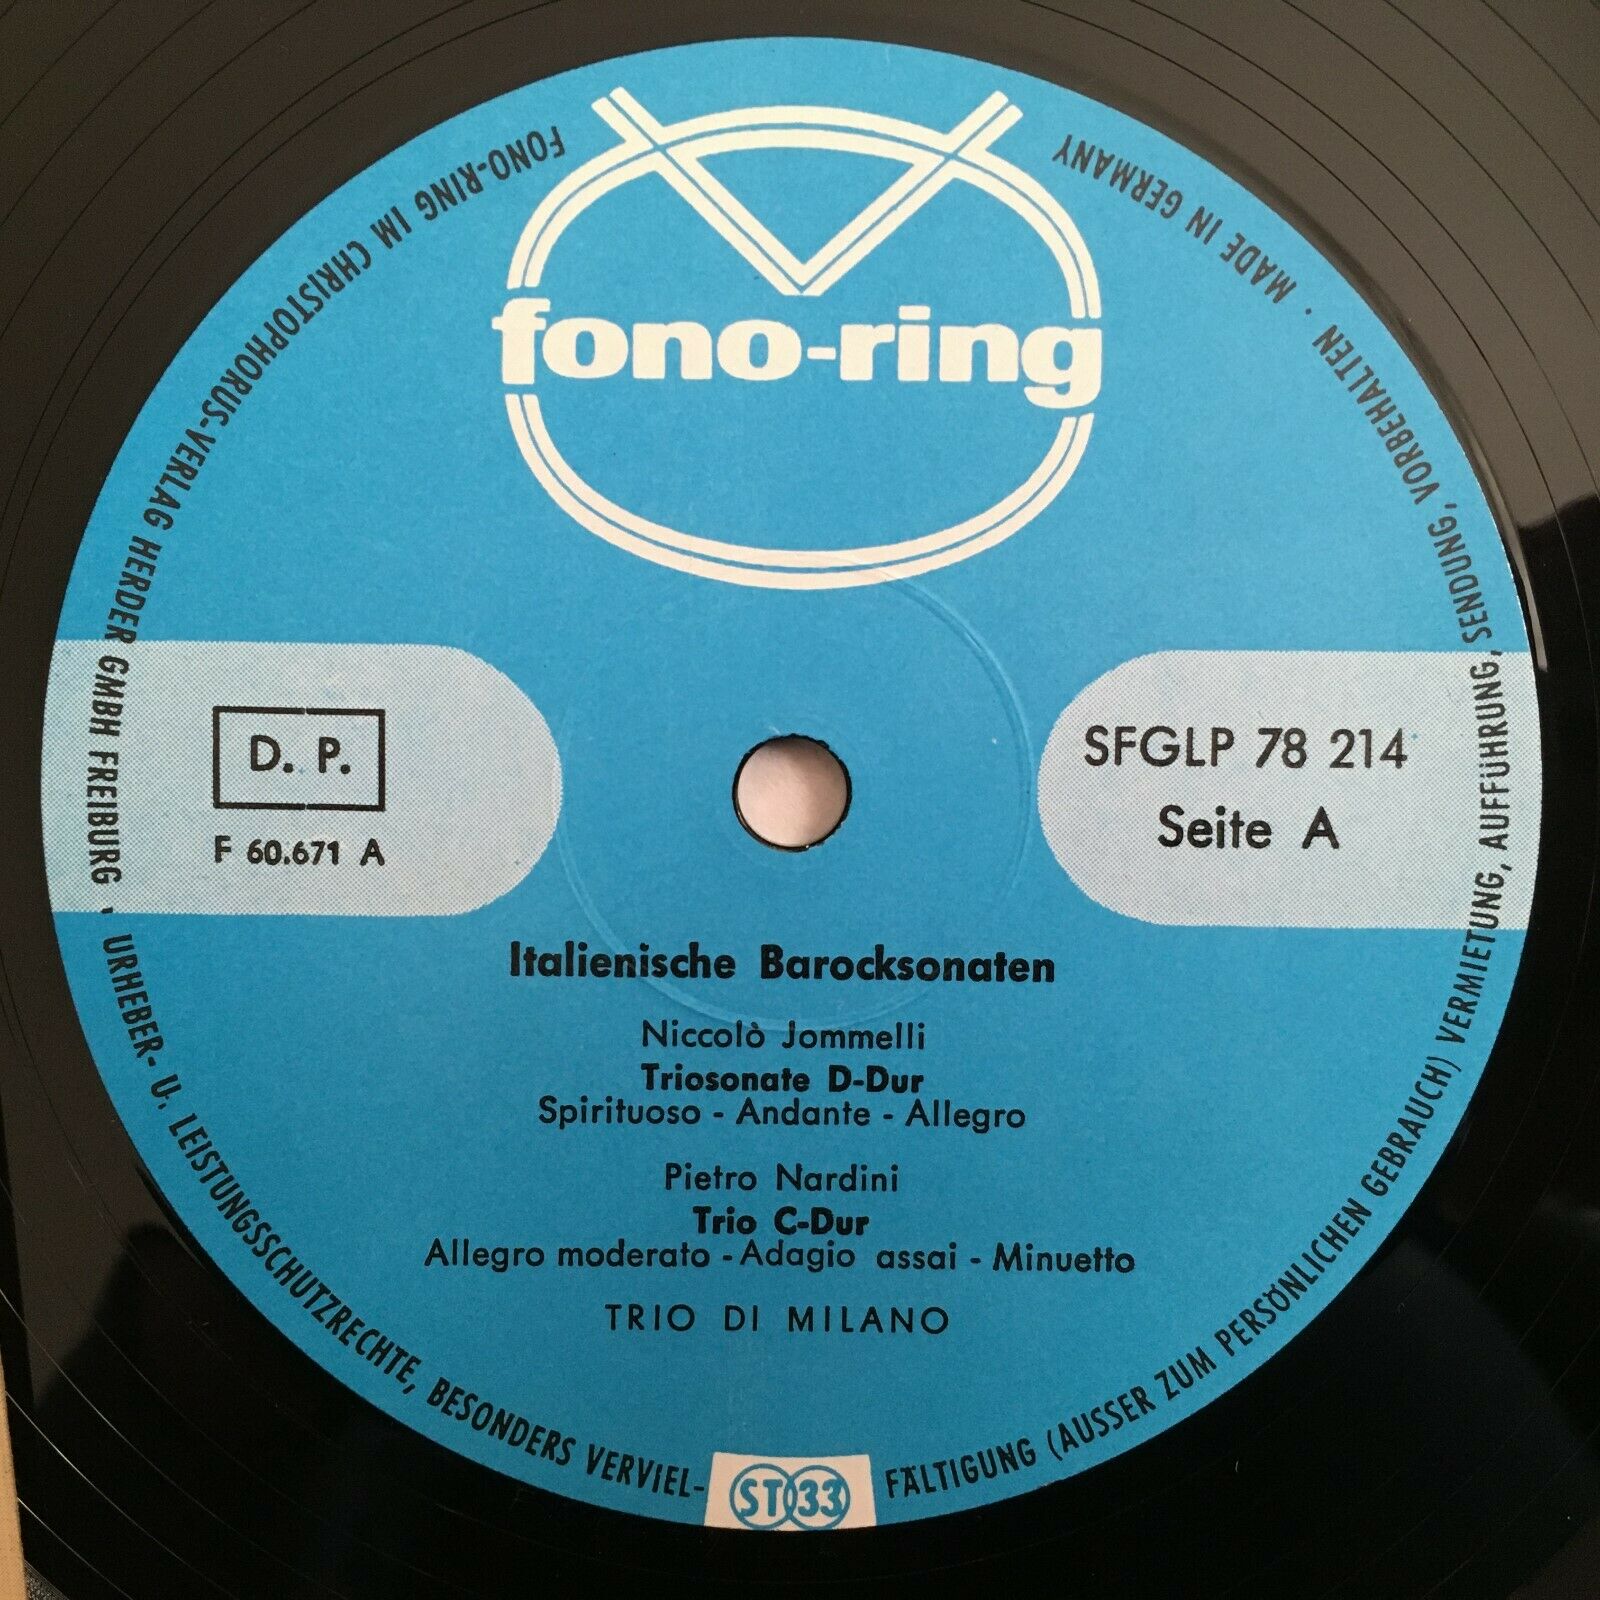 fono-ring
D. P.
F 60.671 A
SFGLP 78 214
Seite A
Italienische Barocksonaten
Niccolò Jommelli
Triosonate D-Dur
Spirituoso - Andante - Allegro
Pietro Nardini
Trio C-Dur
Allegro moderato - Adagio assai - Minuetto
TRIO DI MILANO
ST 33
FONO-RING IM CHRISTOPHORUS-VERLAG HERDER GMBH FREIBURG · URHEBER- U. LEISTUNGSSCHUTZRECHTE, BESONDERS VERVIEL-
FÄLTIGUNG (AUSSER ZUM PERSÖNLICHEN GEBRAUCH) VERMIETUNG, AUFFÜHRUNG, SENDUNG, VORBEHALTEN · MADE IN GERMANY